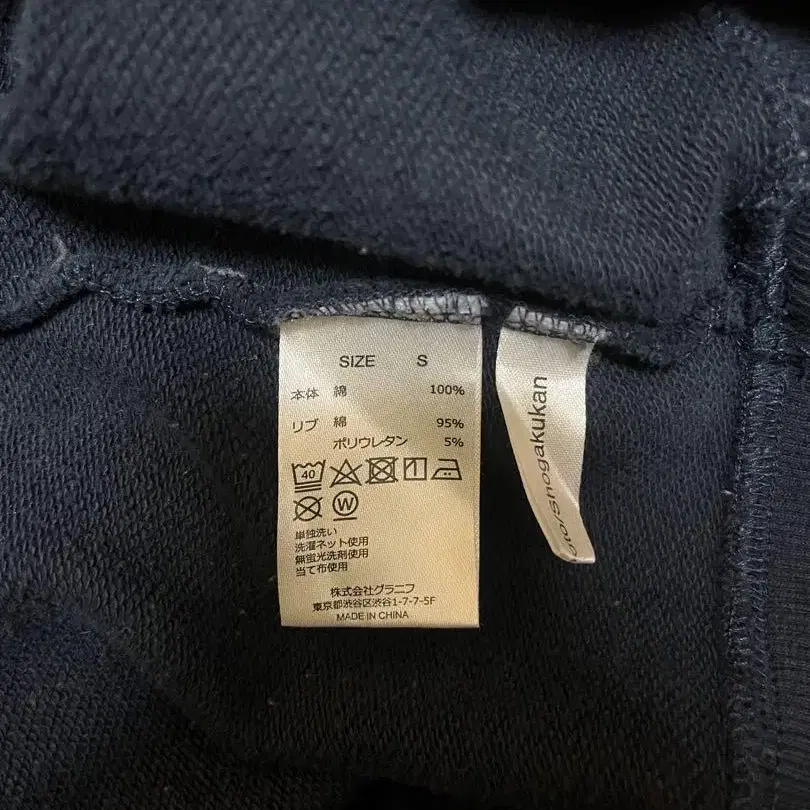 SIZE S
本体 綿 100%
リブ 綿 95%
ポリウレタン 5%
40
W
単独洗い
洗濯ネット使用
無蛍光洗剤使用
当て布使用
株式会社グラニフ
東京都渋谷区渋谷1-7-7-5F
MADE IN CHINA